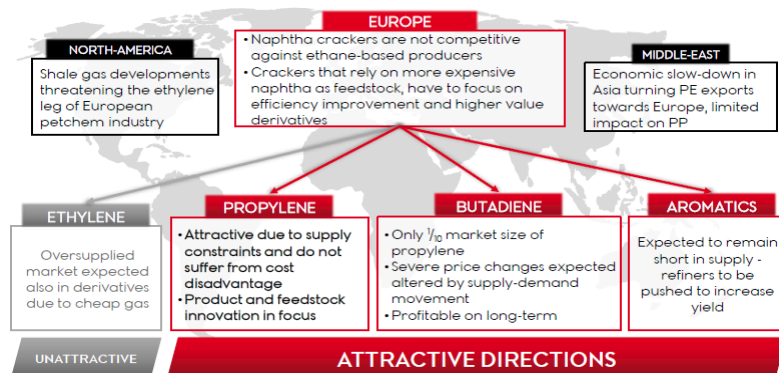 EUROPE
• Naphtha crackers are not competitive
against ethane-based producers
• Crackers that rely on more expensive
naphtha as feedstock, have to focus on
efficiency improvement and higher value
derivatives
NORTH-AMERICA
Shale gas developments
threatening the ethylene
leg of European
petchem industry
MIDDLE-EAST
Economic slow-down in
Asia turning PE exports
towards Europe, limited
impact on PP
ETHYLENE
Oversupplied
market expected
also in derivatives
due to cheap gas
PROPYLENE
• Attractive due to supply
constraints and do not
suffer from cost
disadvantage
• Product and feedstock
innovation in focus
BUTADIENE
• Only 1/10 market size of
propylene
• Severe price changes expected
altered by supply-demand
movement
• Profitable on long-term
AROMATICS
Expected to remain
short in supply -
refiners to be
pushed to increase
yield
UNATTRACTIVE
ATTRACTIVE DIRECTIONS